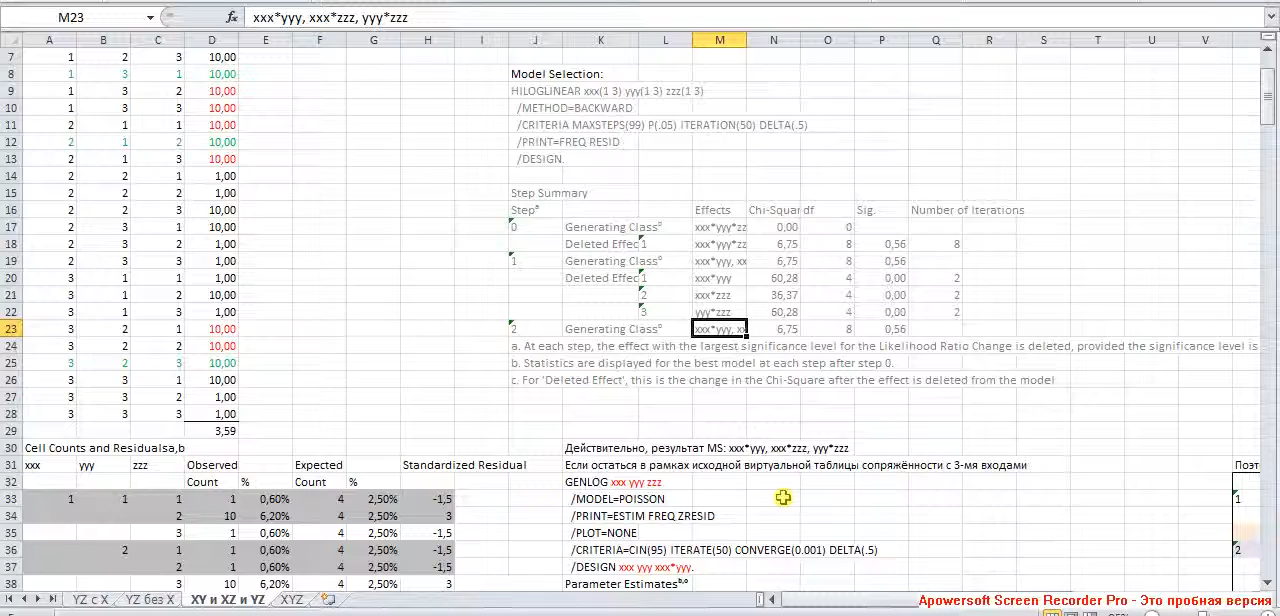 M23 fx xxx*yyy, xxx*zzz, yyy*zzz
A B C D E F G H I J K L M N O P Q R S T U V
7 1 2 3 10,00
8 1 3 1 10,00 Model Selection:
9 1 3 2 10,00 HILOGLINEAR xxx(1 3) yyy(1 3) zzz(1 3)
10 1 3 3 10,00 /METHOD=BACKWARD
11 2 1 1 10,00 /CRITERIA MAXSTEPS(99) P(.05) ITERATION(50) DELTA(.5)
12 2 1 2 10,00 /PRINT=FREQ RESID
13 2 1 3 10,00 /DESIGN.
14 2 2 1 1,00
15 2 2 2 1,00 Step Summary
16 2 2 3 10,00 Stepª Effects Chi-Squar df Sig. Number of Iterations
17 2 3 1 10,00 0 Generating Class xxx*yyy*zz 0,00 0
18 2 3 2 1,00 Deleted Effec 1 xxx*yyy*zz 6,75 8 0,56 8
19 2 3 3 1,00 1 Generating Class xxx*yyy, xx 6,75 8 0,56
20 3 1 1 1,00 Deleted Effec 1 xxx*yyy 60,28 4 0,00 2
21 3 1 2 10,00 2 xxx*zzz 36,37 4 0,00 2
22 3 1 3 1,00 3 yyy*zzz 60,28 4 0,00 2
23 3 2 1 10,00 2 Generating Class xxx*yyy, xx 6,75 8 0,56
24 3 2 2 10,00 a. At each step, the effect with the largest significance level for the Likelihood Ratio Change is deleted, provided the significance level is
25 3 2 3 10,00 b. Statistics are displayed for the best model at each step after step 0.
26 3 3 1 10,00 c. For 'Deleted Effect', this is the change in the Chi-Square after the effect is deleted from the model
27 3 3 2 1,00
28 3 3 3 1,00
29 3,59
30 Cell Counts and Residualsa,b Действительно, результат MS: xxx*yyy, xxx*zzz, yyy*zzz
31 xxx yyy zzz Observed Expected Standardized Residual Если остаться в рамках исходной виртуальной таблицы сопряжённости с 3-мя входами Поэт
32 Count % Count % GENLOG xxx yyy zzz
33 1 1 1 1 0,60% 4 2,50% -1,5 /MODEL=POISSON 1
34 2 10 6,20% 4 2,50% 3 /PRINT=ESTIM FREQ ZRESID
35 3 1 0,60% 4 2,50% -1,5 /PLOT=NONE
36 2 1 1 0,60% 4 2,50% -1,5 /CRITERIA=CIN(95) ITERATE(50) CONVERGE(0.001) DELTA(.5) 2
37 2 1 0,60% 4 2,50% -1,5 /DESIGN xxx yyy xxx*yyy.
38 3 10 6,20% 4 2,50% 3 Parameter Estimates
YZ с X YZ без X XY и XZ и YZ XYZ
Apowersoft Screen Recorder Pro - Это пробная версия